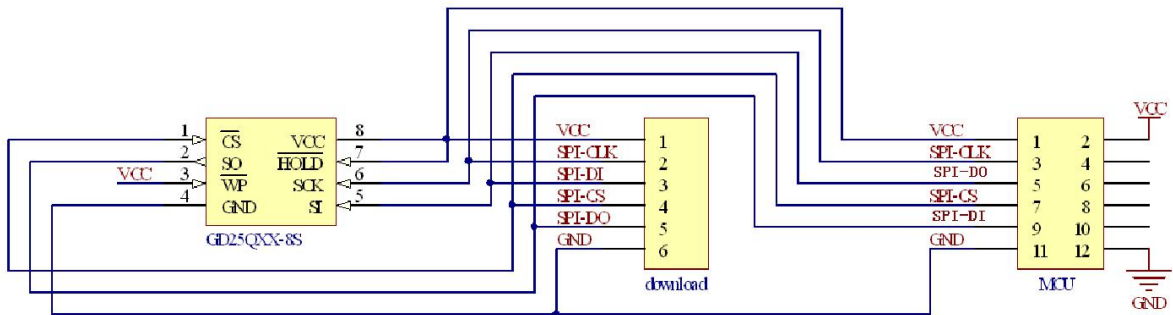 1 CS VCC 8
2 SO HOLD 7
VCC 3 WP SCK 6
4 GND SI 5
GD25QXX-8S
VCC 1
SPI-CLK 2
SPI-DI 3
SPI-CS 4
SPI-DO 5
GND 6
download
VCC
VCC 1 2
SPI-CLK 3 4
SPI-DO 5 6
SPI-CS 7 8
SPI-DI 9 10
GND 11 12
MCU
GND